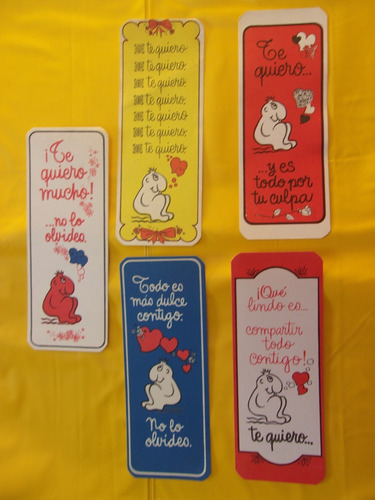 ¡Te
quiero
mucho!
...no lo
olvides.
te quiero.
te quiero.
te quiero.
te quiero.
te quiero.
te quiero.
te quiero.
Te
quiero...
...y es
todo por
tu culpa
Todo es
más dulce
contigo.
No lo
olvides.
¡Qué
lindo es...
compartir
todo
contigo!
te quiero...